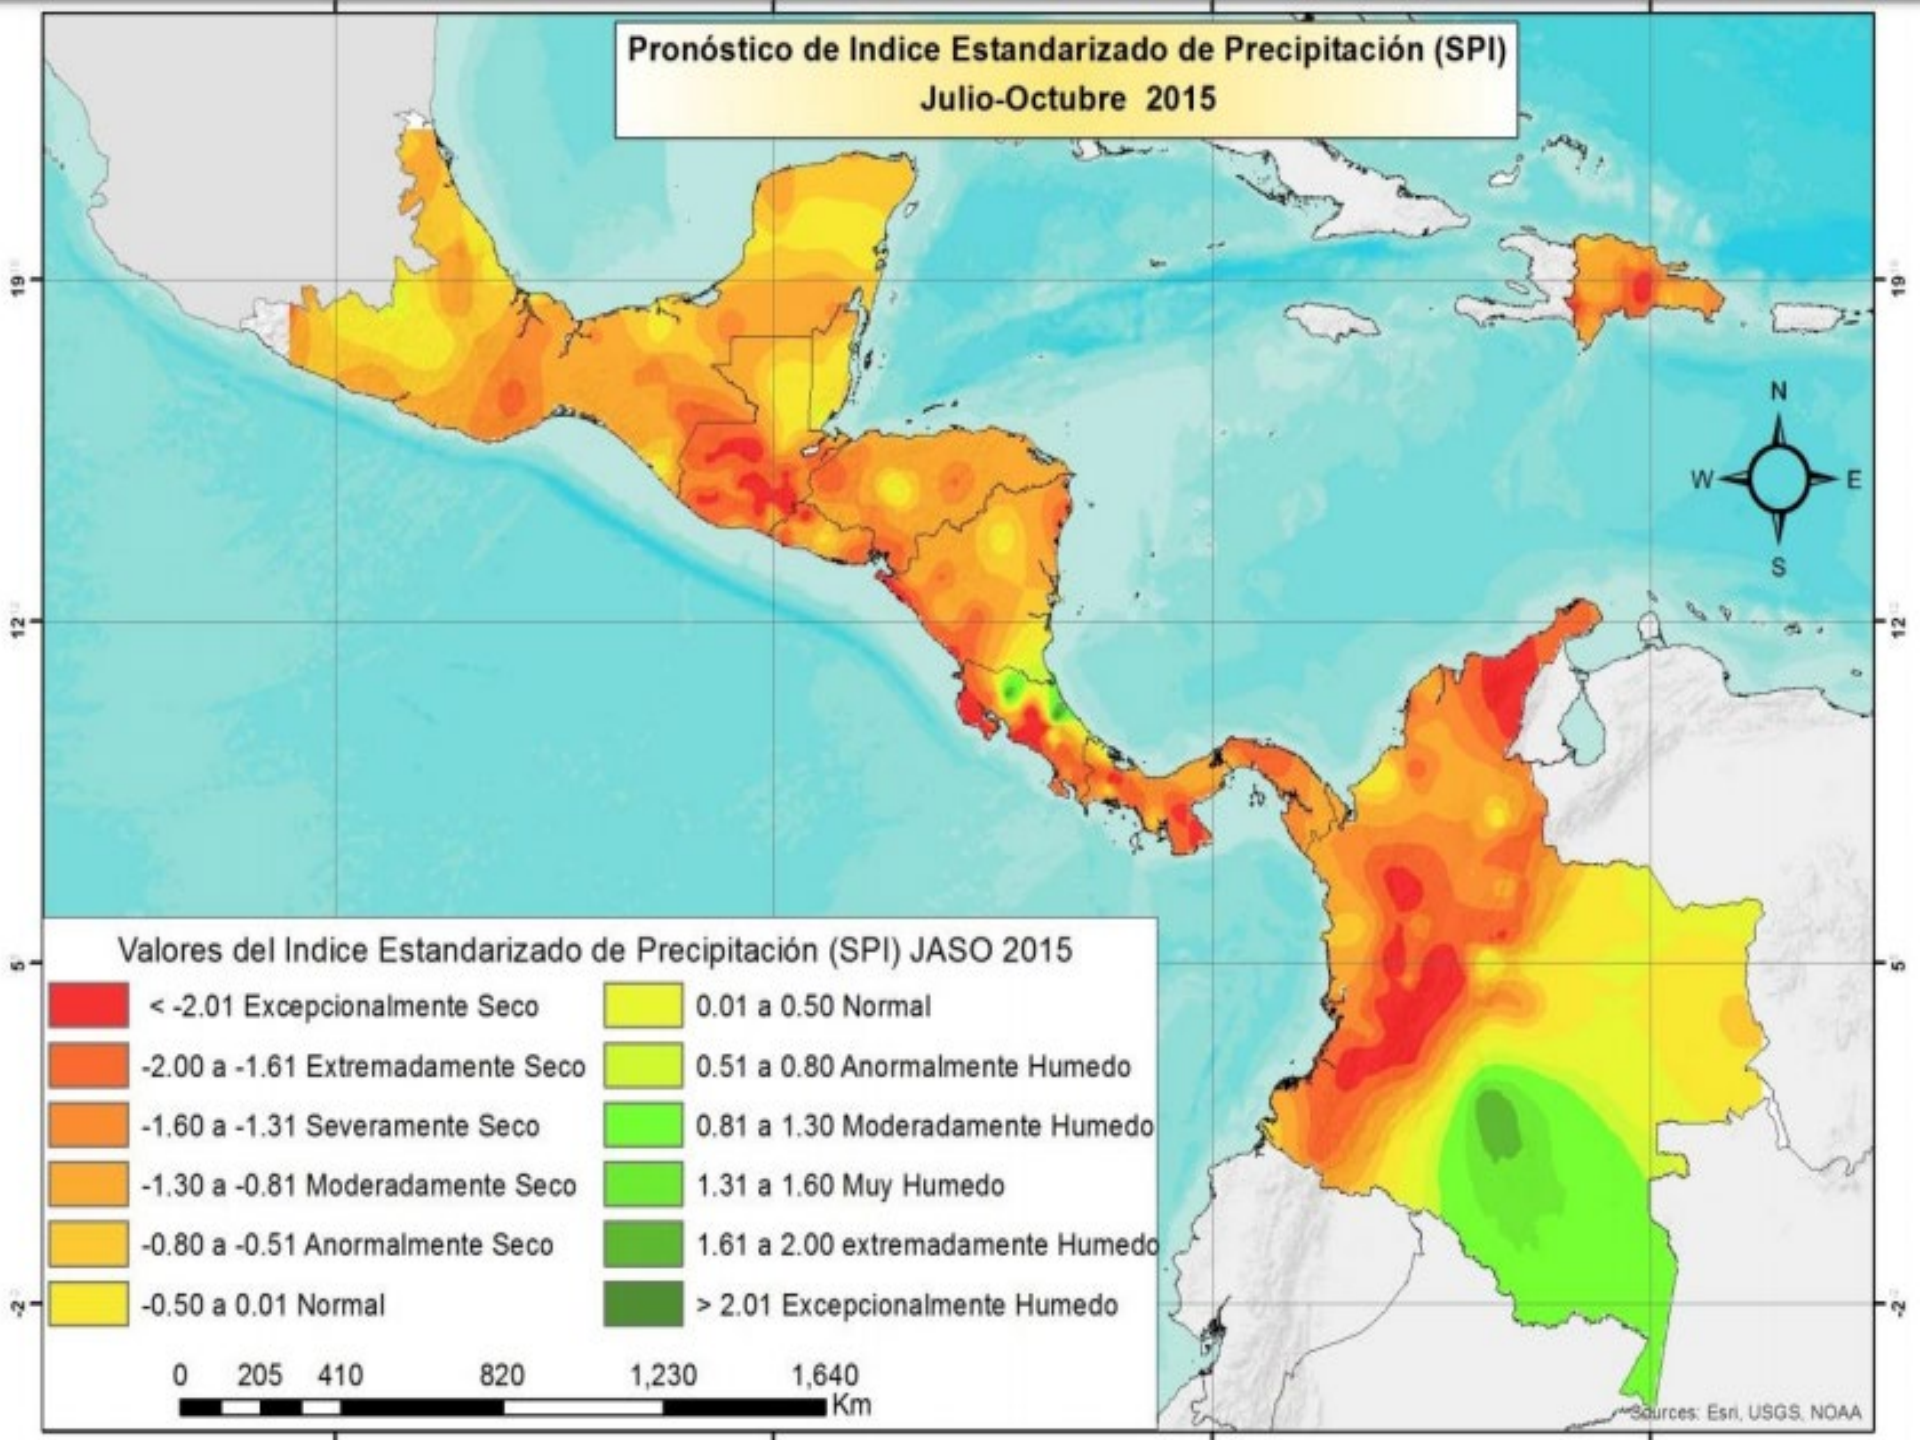 Pronóstico de Indice Estandarizado de Precipitación (SPI)
Julio-Octubre 2015
N
W E
S
19 19
12 12
5 5
-2 -2
Valores del Indice Estandarizado de Precipitación (SPI) JASO 2015
< -2.01 Excepcionalmente Seco
-2.00 a -1.61 Extremadamente Seco
-1.60 a -1.31 Severamente Seco
-1.30 a -0.81 Moderadamente Seco
-0.80 a -0.51 Anormalmente Seco
-0.50 a 0.01 Normal
0.01 a 0.50 Normal
0.51 a 0.80 Anormalmente Humedo
0.81 a 1.30 Moderadamente Humedo
1.31 a 1.60 Muy Humedo
1.61 a 2.00 extremadamente Humedo
> 2.01 Excepcionalmente Humedo
0 205 410 820 1,230 1,640
Km
Sources: Esri, USGS, NOAA